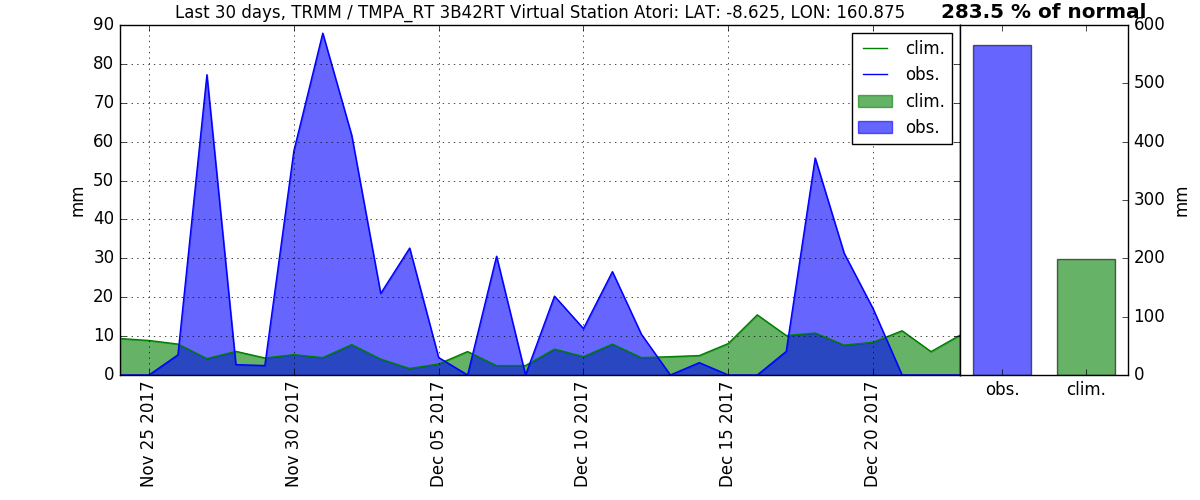 Last 30 days, TRMM / TMPA_RT 3B42RT Virtual Station Atori: LAT: -8.625, LON: 160.875
283.5 % of normal
90
80
70
60
50
40
30
20
10
0
mm
clim.
obs.
clim.
obs.
Nov 25 2017
Nov 30 2017
Dec 05 2017
Dec 10 2017
Dec 15 2017
Dec 20 2017
600
500
400
300
200
100
0
mm
obs.
clim.